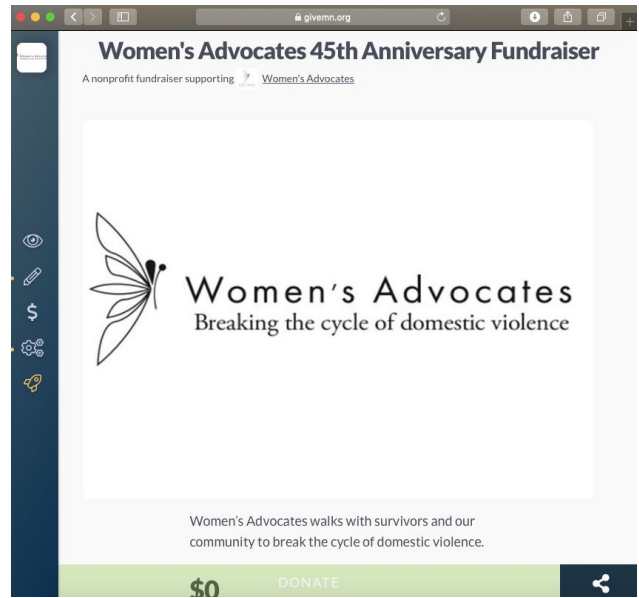 givemn.org
Women's Advocates 45th Anniversary Fundraiser
A nonprofit fundraiser supporting Women's Advocates
Women's Advocates
Breaking the cycle of domestic violence
Women's Advocates walks with survivors and our
community to break the cycle of domestic violence.
$0
DONATE